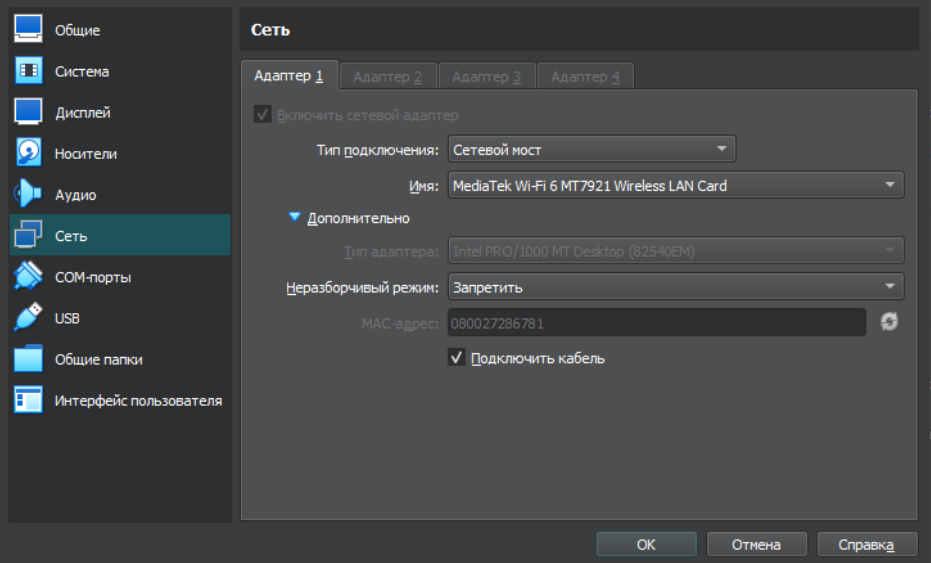 Общие
Система
Дисплей
Носители
Аудио
Сеть
COM-порты
USB
Общие папки
Интерфейс пользователя
Сеть
Адаптер 1 Адаптер 2 Адаптер 3 Адаптер 4
Включить сетевой адаптер
Тип подключения: Сетевой мост
Имя: MediaTek Wi-Fi 6 MT7921 Wireless LAN Card
Дополнительно
Тип адаптера: Intel PRO/1000 MT Desktop (82540EM)
Неразборчивый режим: Запретить
MAC-адрес: 080027286781
Подключить кабель
OK Отмена Справка